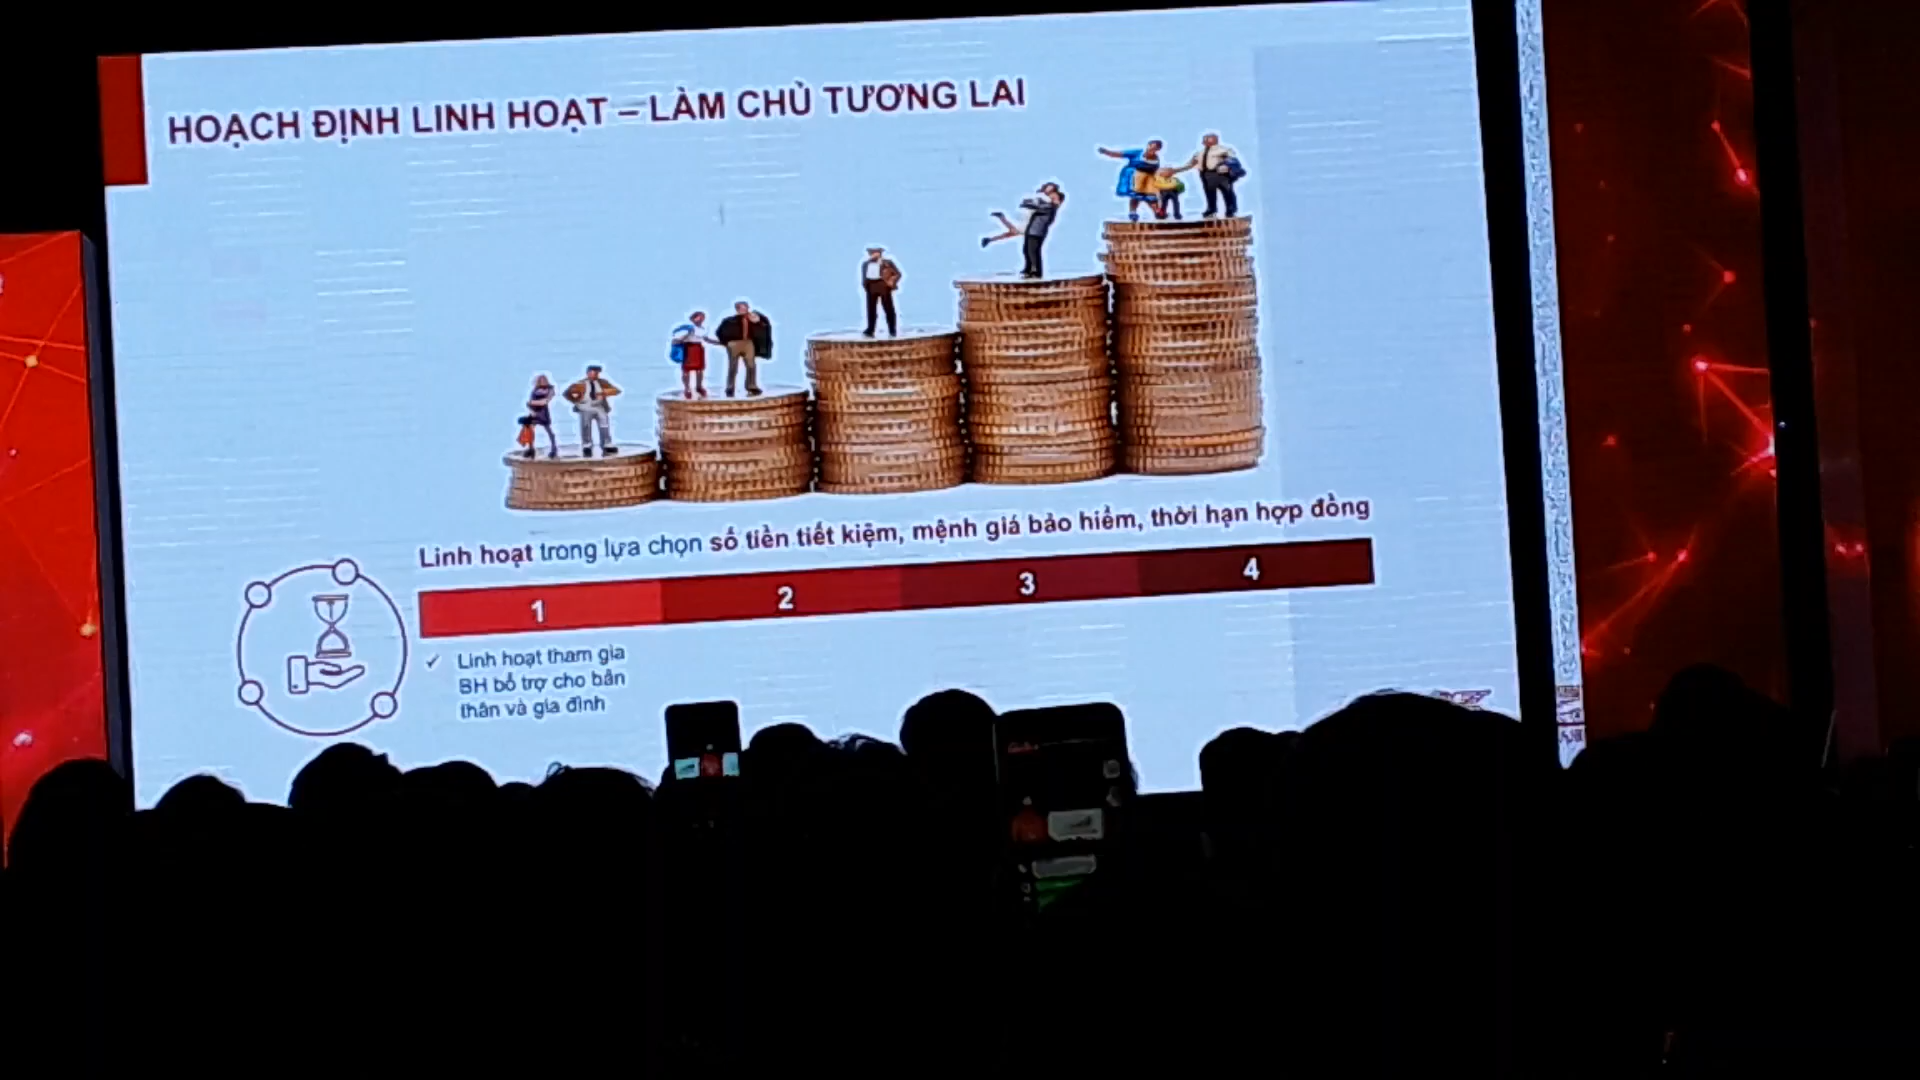 HOẠCH ĐỊNH LINH HOẠT – LÀM CHỦ TƯƠNG LAI
Linh hoạt trong lựa chọn số tiền tiết kiệm, mệnh giá bảo hiểm, thời hạn hợp đồng
1 2 3 4
✓ Linh hoạt tham gia
BH bổ trợ cho bản
thân và gia đình